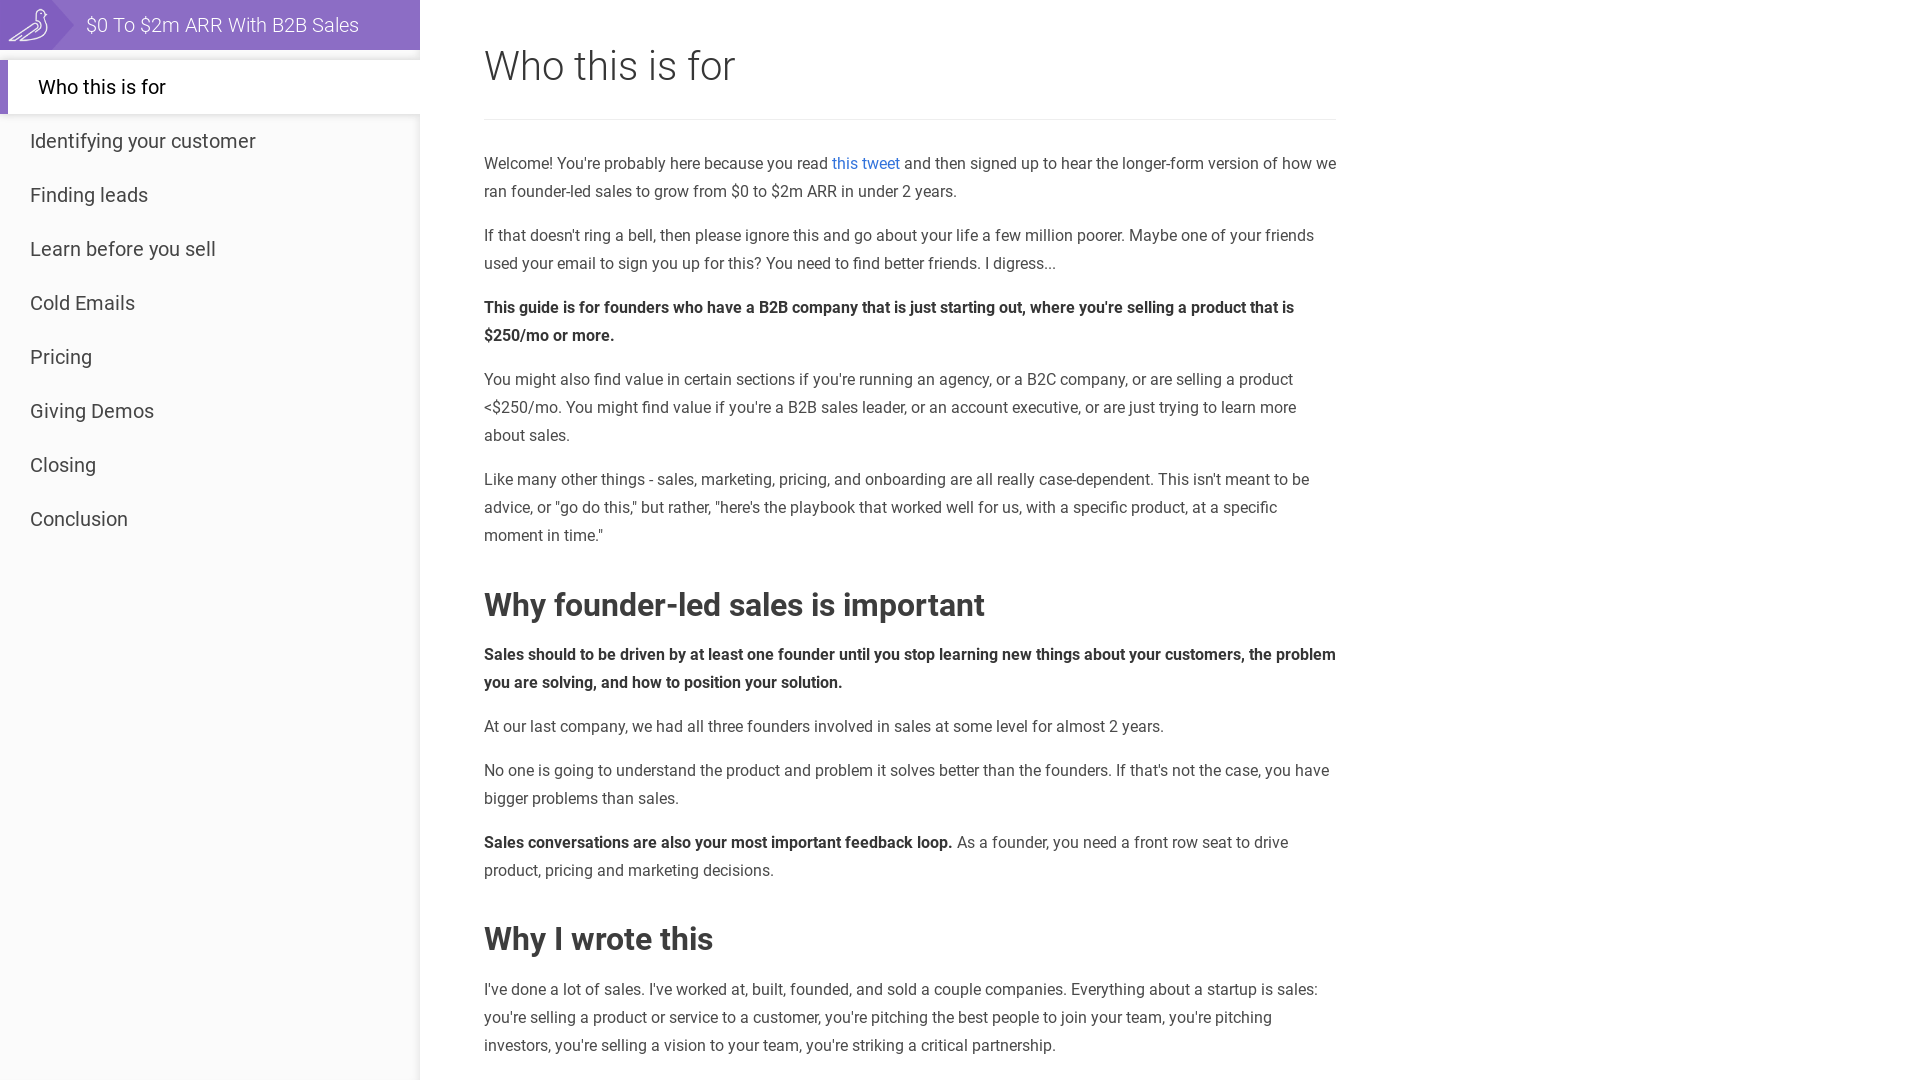 $0 To $2m ARR With B2B Sales
Who this is for
Identifying your customer
Finding leads
Learn before you sell
Cold Emails
Pricing
Giving Demos
Closing
Conclusion
Who this is for
Welcome! You're probably here because you read this tweet and then signed up to hear the longer-form version of how we
ran founder-led sales to grow from $0 to $2m ARR in under 2 years.
If that doesn't ring a bell, then please ignore this and go about your life a few million poorer. Maybe one of your friends
used your email to sign you up for this? You need to find better friends. I digress...
This guide is for founders who have a B2B company that is just starting out, where you're selling a product that is
$250/mo or more.
You might also find value in certain sections if you're running an agency, or a B2C company, or are selling a product
<$250/mo. You might find value if you're a B2B sales leader, or an account executive, or are just trying to learn more
about sales.
Like many other things - sales, marketing, pricing, and onboarding are all really case-dependent. This isn't meant to be
advice, or "go do this," but rather, "here's the playbook that worked well for us, with a specific product, at a specific
moment in time."
Why founder-led sales is important
Sales should to be driven by at least one founder until you stop learning new things about your customers, the problem
you are solving, and how to position your solution.
At our last company, we had all three founders involved in sales at some level for almost 2 years.
No one is going to understand the product and problem it solves better than the founders. If that's not the case, you have
bigger problems than sales.
Sales conversations are also your most important feedback loop. As a founder, you need a front row seat to drive
product, pricing and marketing decisions.
Why I wrote this
I've done a lot of sales. I've worked at, built, founded, and sold a couple companies. Everything about a startup is sales:
you're selling a product or service to a customer, you're pitching the best people to join your team, you're pitching
investors, you're selling a vision to your team, you're striking a critical partnership.